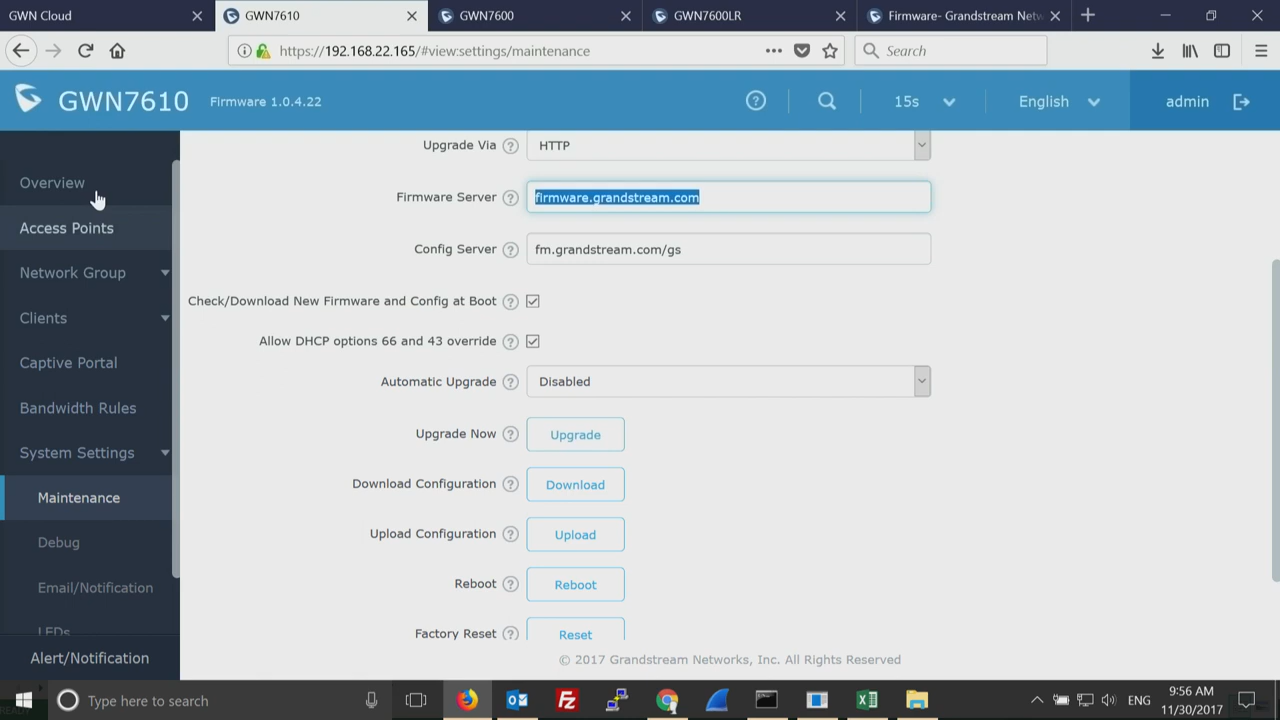 GWN Cloud
GWN7610
GWN7600
GWN7600LR
Firmware- Grandstream Netw
https://192.168.22.165/#view:settings/maintenance
Search
GWN7610
Firmware 1.0.4.22
15s
English
admin
Overview
Access Points
Network Group
Clients
Captive Portal
Bandwidth Rules
System Settings
Maintenance
Debug
Email/Notification
LEDs
Alert/Notification
Upgrade Via ? HTTP
Firmware Server ? firmware.grandstream.com
Config Server ? fm.grandstream.com/gs
Check/Download New Firmware and Config at Boot ?
Allow DHCP options 66 and 43 override ?
Automatic Upgrade ? Disabled
Upgrade Now ? Upgrade
Download Configuration ? Download
Upload Configuration ? Upload
Reboot ? Reboot
Factory Reset ? Reset
© 2017 Grandstream Networks, Inc. All Rights Reserved
Type here to search
ENG
9:56 AM
11/30/2017
READY